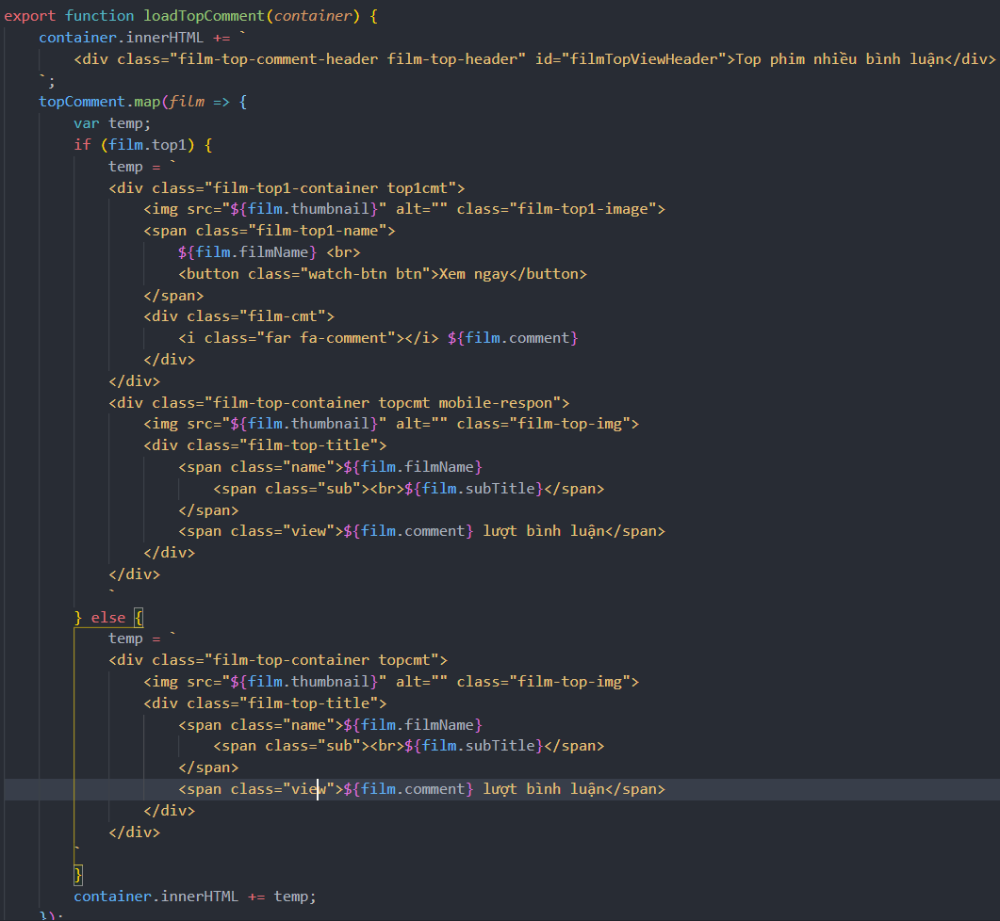 export function loadTopComment(container) {
    container.innerHTML += `
        <div class="film-top-comment-header film-top-header" id="filmTopViewHeader">Top phim nhiều bình luận</div>
    `;
    topComment.map(film => {
        var temp;
        if (film.top1) {
            temp = `
            <div class="film-top1-container top1cmt">
                <img src="${film.thumbnail}" alt="" class="film-top1-image">
                <span class="film-top1-name">
                    ${film.filmName} <br>
                    <button class="watch-btn btn">Xem ngay</button>
                </span>
                <div class="film-cmt">
                    <i class="far fa-comment"></i> ${film.comment}
                </div>
            </div>
            <div class="film-top-container topcmt mobile-respon">
                <img src="${film.thumbnail}" alt="" class="film-top-img">
                <div class="film-top-title">
                    <span class="name">${film.filmName}
                        <span class="sub"><br>${film.subTitle}</span>
                    </span>
                    <span class="view">${film.comment} lượt bình luận</span>
                </div>
            </div>
            `
        } else {
            temp = `
            <div class="film-top-container topcmt">
                <img src="${film.thumbnail}" alt="" class="film-top-img">
                <div class="film-top-title">
                    <span class="name">${film.filmName}
                        <span class="sub"><br>${film.subTitle}</span>
                    </span>
                    <span class="view">${film.comment} lượt bình luận</span>
                </div>
            </div>
        `
        }
        container.innerHTML += temp;
    });